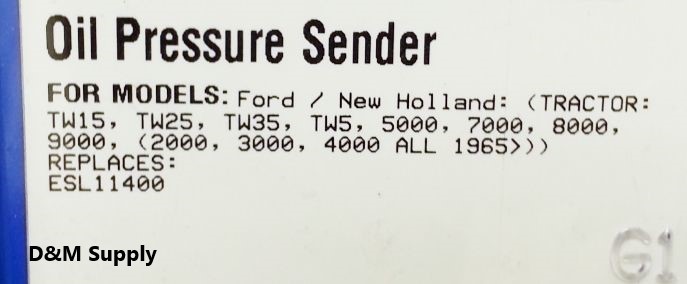 Oil Pressure Sender
FOR MODELS: Ford / New Holland: (TRACTOR:
TW15, TW25, TW35, TW5, 5000, 7000, 8000,
9000, (2000, 3000, 4000 ALL 1965>)))
REPLACES:
ESL11400
D&M Supply
G1